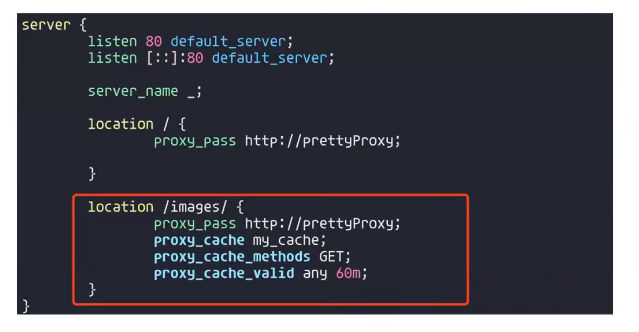 server {
listen 80 default_server;
listen [::]:80 default_server;
server_name _;
location / {
proxy_pass http://prettyProxy;
}
location /images/ {
proxy_pass http://prettyProxy;
proxy_cache my_cache;
proxy_cache_methods GET;
proxy_cache_valid any 60m;
}
}